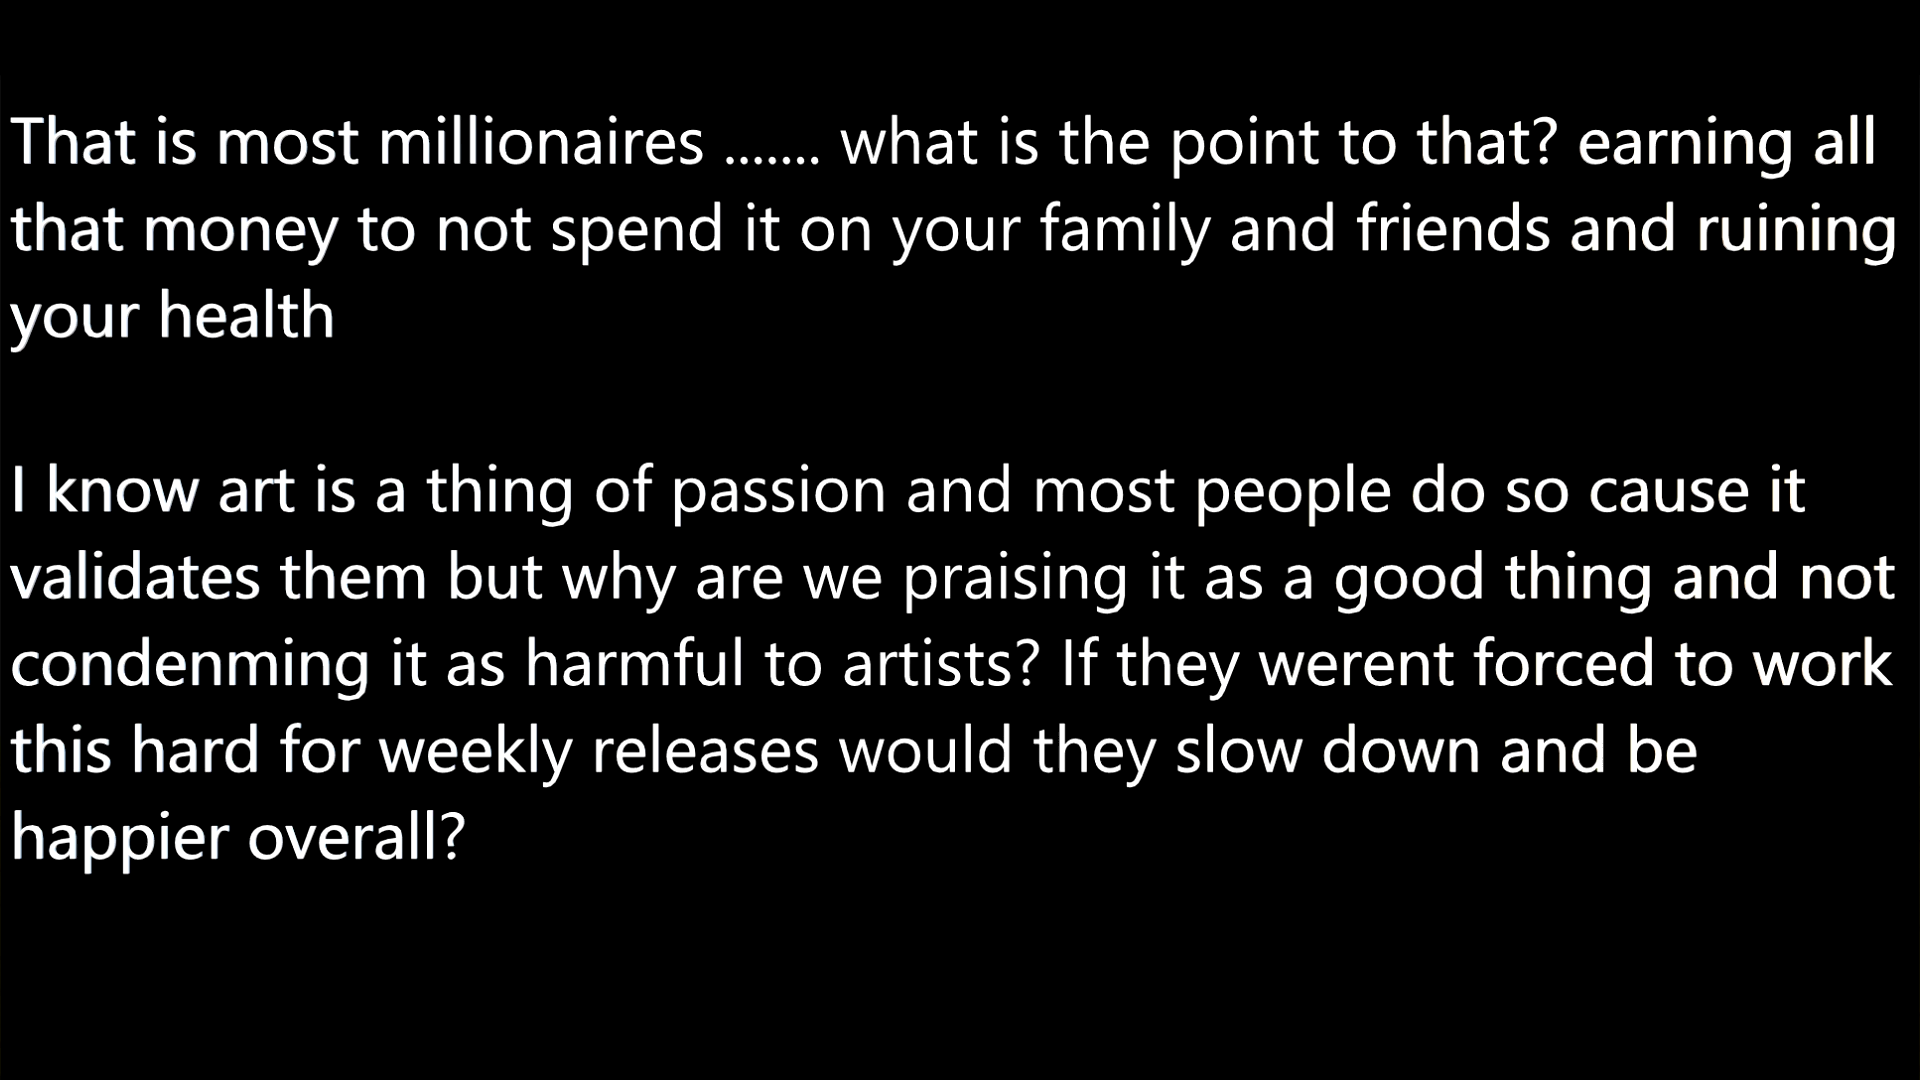 That is most millionaires ....... what is the point to that? earning all
that money to not spend it on your family and friends and ruining
your health
I know art is a thing of passion and most people do so cause it
validates them but why are we praising it as a good thing and not
condenming it as harmful to artists? If they werent forced to work
this hard for weekly releases would they slow down and be
happier overall?